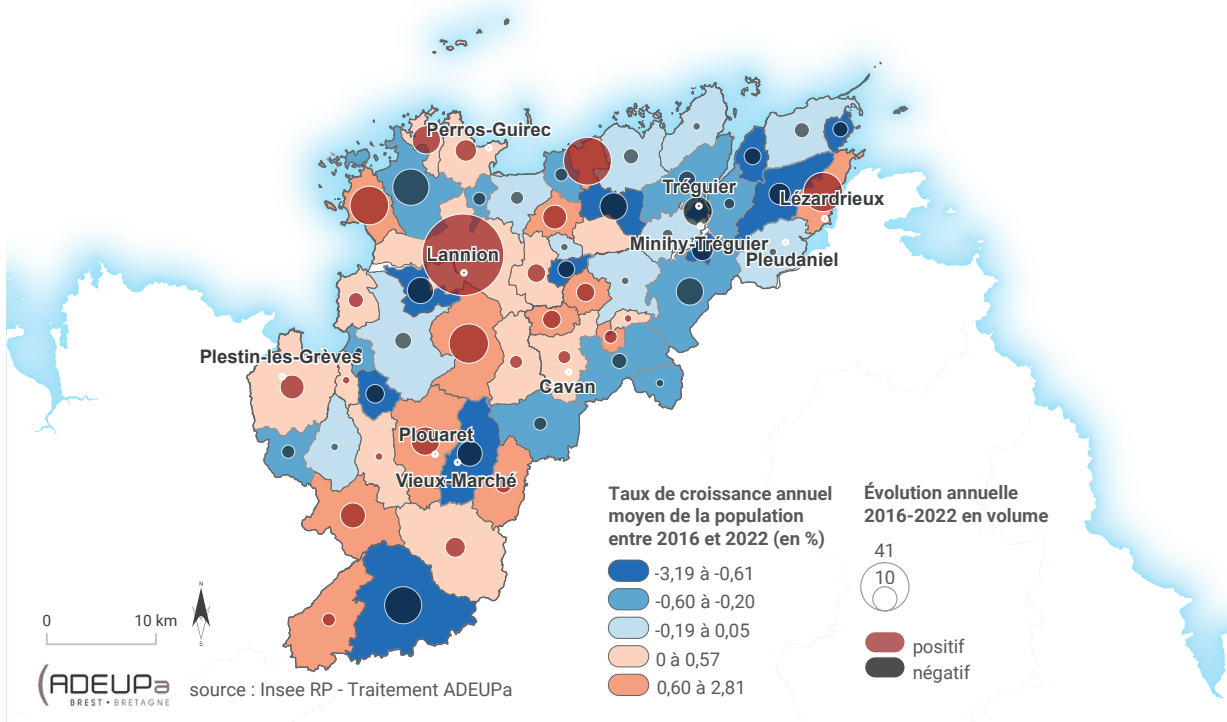 Perros-Guirec
Tréguier
Lézardrieux
Minihy-Tréguier
Pleudaniel
Lannion
Plestin-les-Grèves
Cavan
Plouaret
Vieux-Marché
Taux de croissance annuel
moyen de la population
entre 2016 et 2022 (en %)
-3,19 à -0,61
-0,60 à -0,20
-0,19 à 0,05
0 à 0,57
0,60 à 2,81
Évolution annuelle
2016-2022 en volume
41
10
positif
négatif
N
S
0 10 km
ADEUPa
BREST • BRETAGNE
source : Insee RP - Traitement ADEUPa